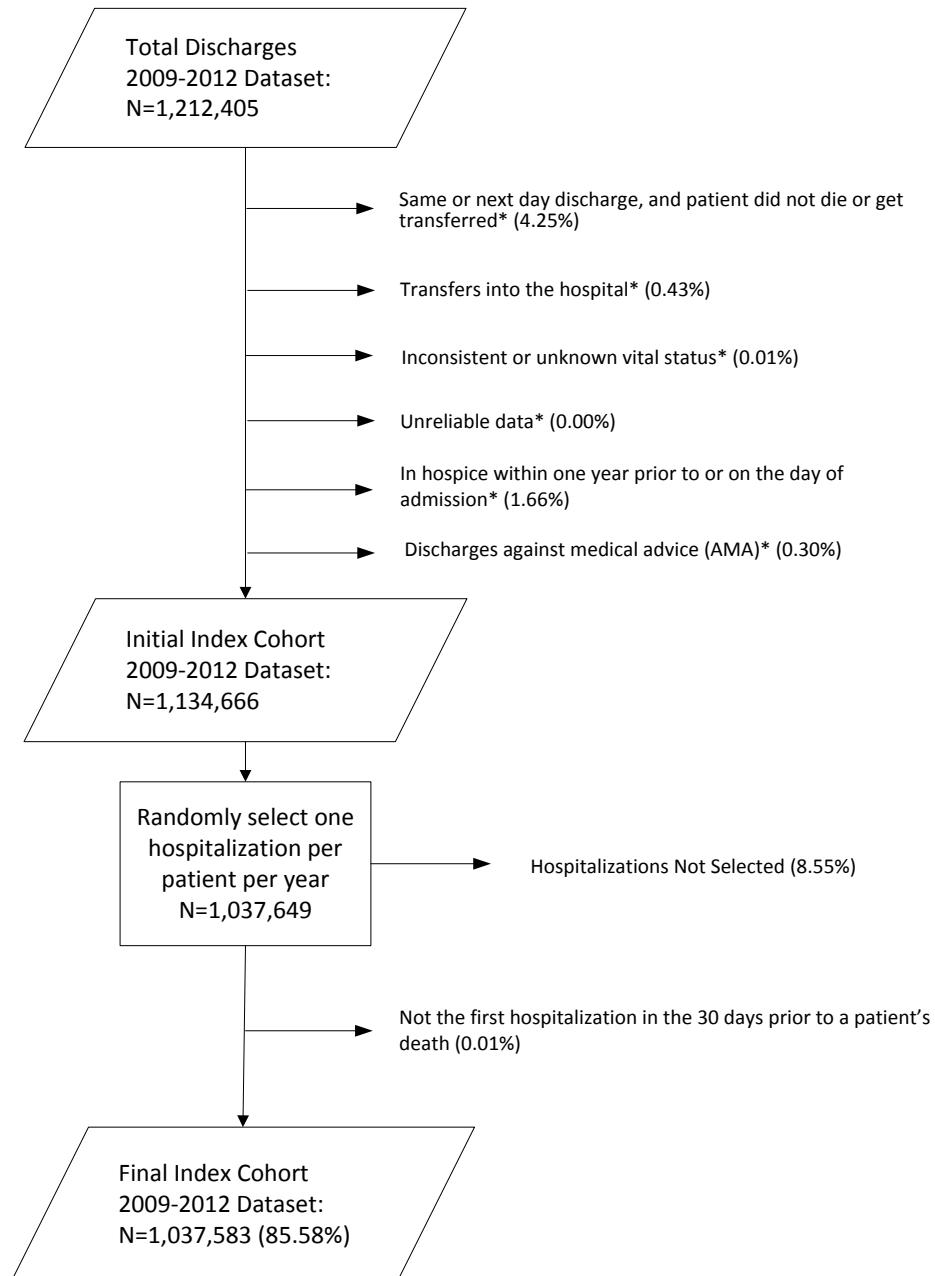 Total Discharges
2009-2012 Dataset:
N=1,212,405
Same or next day discharge, and patient did not die or get
transferred* (4.25%)
Transfers into the hospital* (0.43%)
Inconsistent or unknown vital status* (0.01%)
Unreliable data* (0.00%)
In hospice within one year prior to or on the day of
admission* (1.66%)
Discharges against medical advice (AMA)* (0.30%)
Initial Index Cohort
2009-2012 Dataset:
N=1,134,666
Randomly select one
hospitalization per
patient per year
N=1,037,649
Hospitalizations Not Selected (8.55%)
Not the first hospitalization in the 30 days prior to a patient’s
death (0.01%)
Final Index Cohort
2009-2012 Dataset:
N=1,037,583 (85.58%)